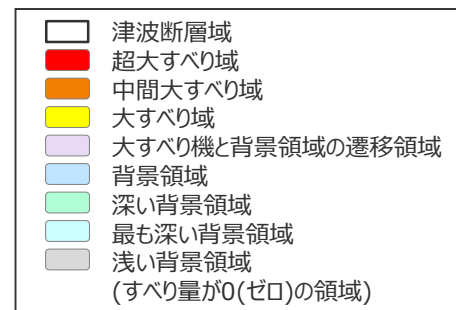 津波断層域
超大すべり域
中間大すべり域
大すべり域
大すべり機と背景領域の遷移領域
背景領域
深い背景領域
最も深い背景領域
浅い背景領域
(すべり量が0(ゼロ)の領域)